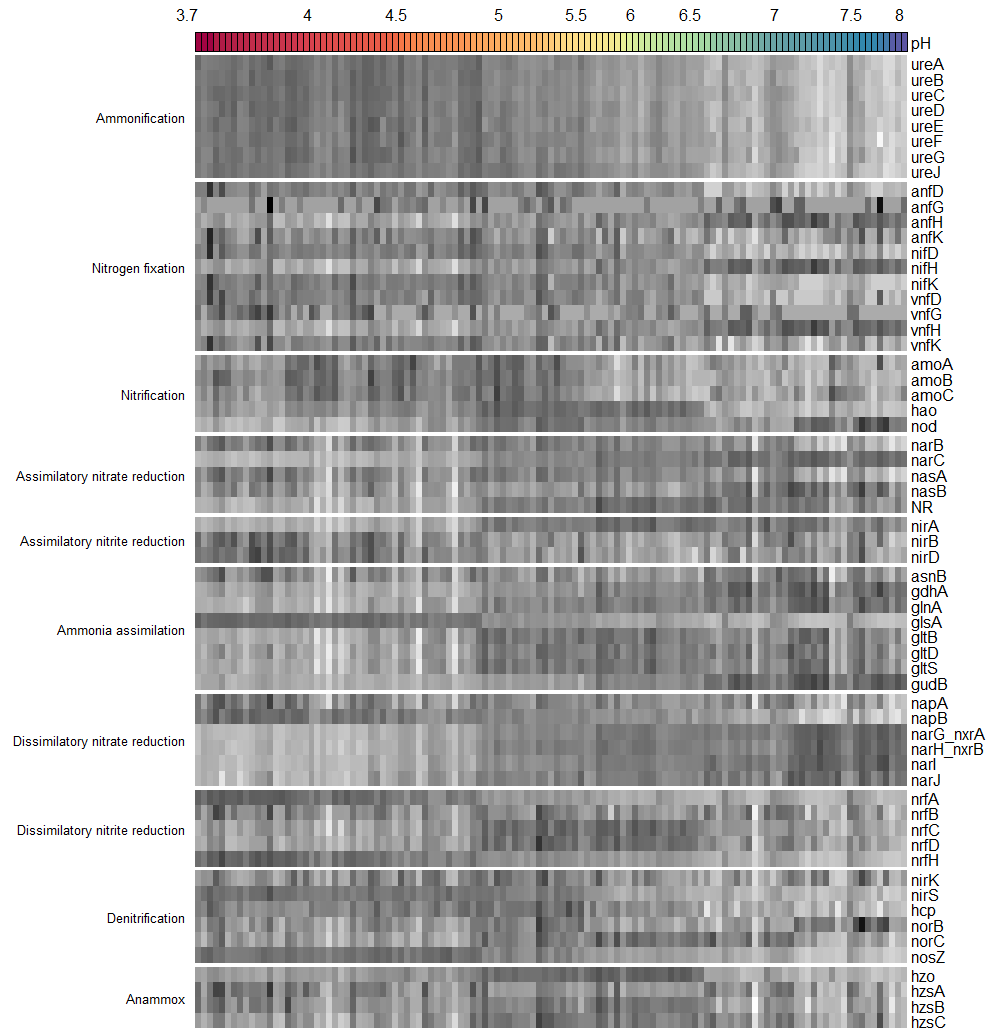 3.7 4 4.5 5 5.5 6 6.5 7 7.5 8
pH
Ammonification
ureA
ureB
ureC
ureD
ureE
ureF
ureG
ureJ
Nitrogen fixation
anfD
anfG
anfH
anfK
nifD
nifH
nifK
vnfD
vnfG
vnfH
vnfK
Nitrification
amoA
amoB
amoC
hao
nod
Assimilatory nitrate reduction
narB
narC
nasA
nasB
NR
Assimilatory nitrite reduction
nirA
nirB
nirD
Ammonia assimilation
asnB
gdhA
glnA
glsA
gltB
gltD
gltS
gudB
Dissimilatory nitrate reduction
napA
napB
narG_nxrA
narH_nxrB
narI
narJ
Dissimilatory nitrite reduction
nrfA
nrfB
nrfC
nrfD
nrfH
Denitrification
nirK
nirS
hcp
norB
norC
nosZ
Anammox
hzo
hzsA
hzsB
hzsC